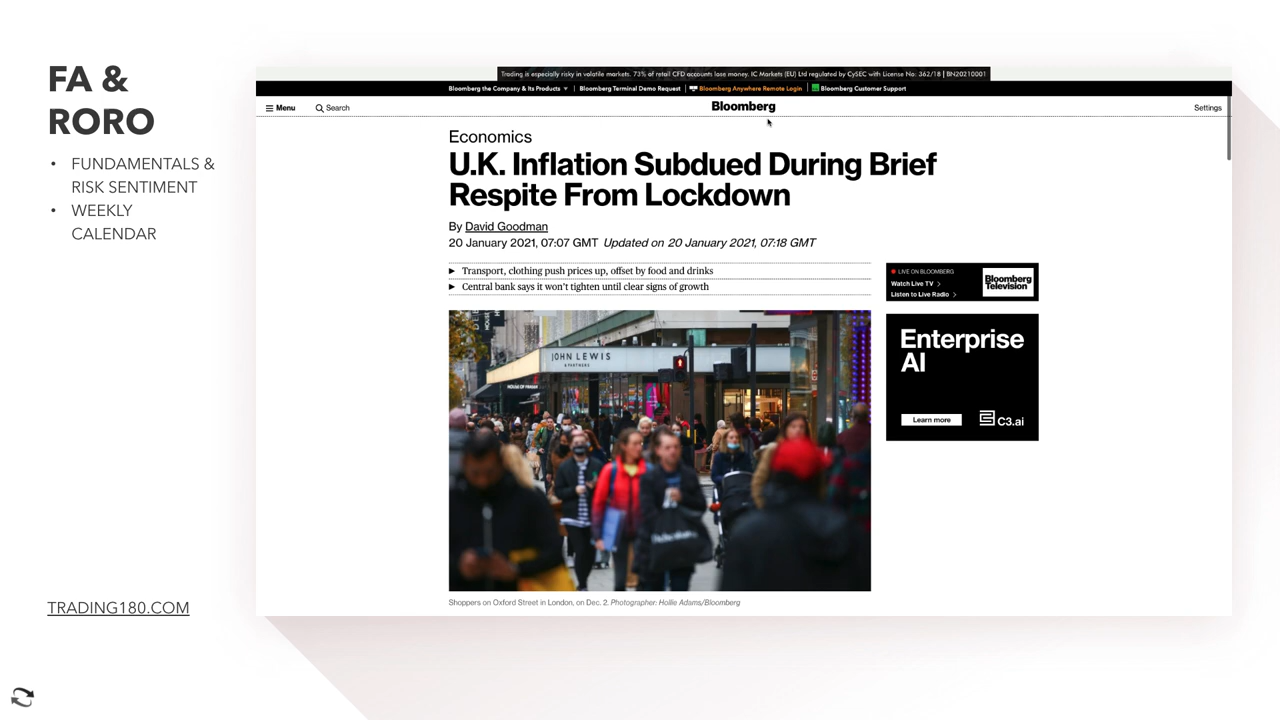 FA &
RORO
• FUNDAMENTALS &
RISK SENTIMENT
• WEEKLY
CALENDAR
TRADING180.COM
Trading is especially risky in volatile markets. 73% of retail CFD accounts lose money. IC Markets (EU) Ltd regulated by CySEC with License No: 362/18 | BN20210001
Bloomberg the Company & Its Products | Bloomberg Terminal Demo Request | Bloomberg Anywhere Remote Login | Bloomberg Customer Support
Menu Search Bloomberg Settings
Economics
U.K. Inflation Subdued During Brief
Respite From Lockdown
By David Goodman
20 January 2021, 07:07 GMT Updated on 20 January 2021, 07:18 GMT
Transport, clothing push prices up, offset by food and drinks
Central bank says it won't tighten until clear signs of growth
LIVE ON BLOOMBERG
Watch Live TV >
Listen to Live Radio >
Bloomberg
Television
Enterprise
AI
Learn more
C3.ai
JOHN LEWIS
& PARTNERS
HOUSE OF FRASER
Shoppers on Oxford Street in London, on Dec. 2. Photographer: Hollie Adams/Bloomberg